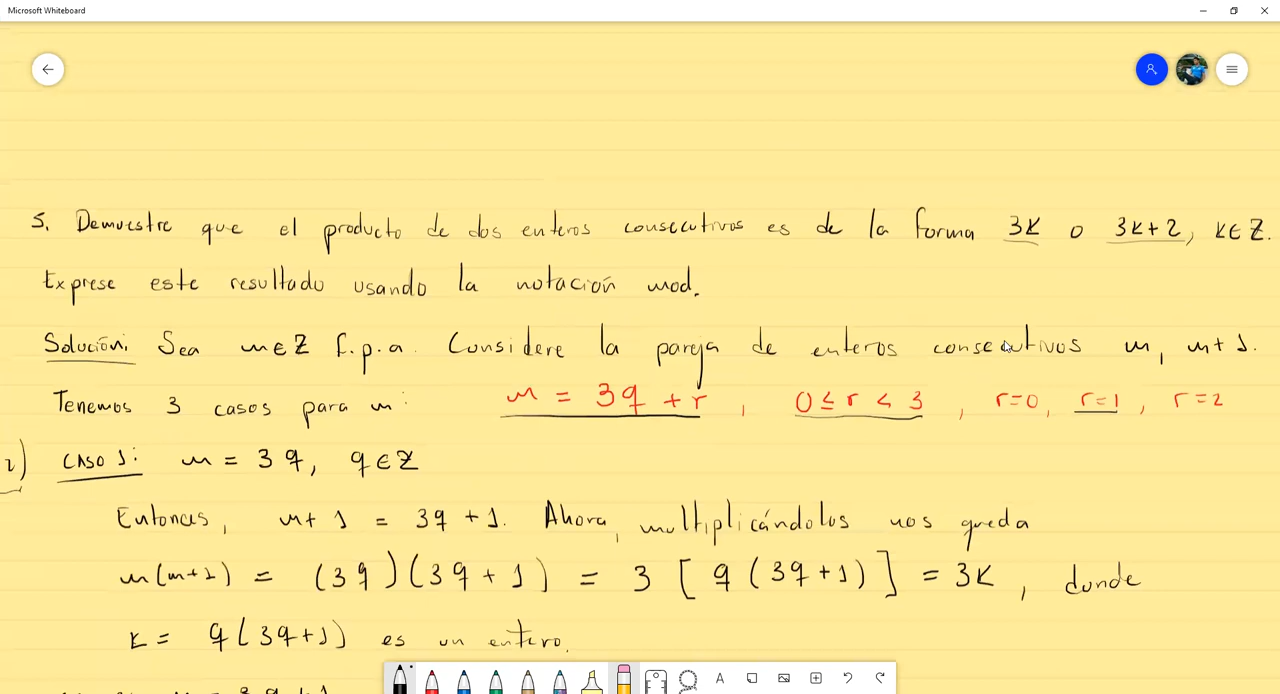 Microsoft Whiteboard
5. Demuestre que el producto de dos enteros consecutivos es de la forma 3K o 3K+2, K∈Z.
Exprese este resultado usando la notación mod.
Solución: Sea m∈Z f.p.a. Considere la pareja de enteros consecutivos m, m+1.
Tenemos 3 casos para m: m = 3q + r, 0 ≤ r < 3, r=0, r=1, r=2
CASO 1: m = 3q, q∈Z
Entonces, m+1 = 3q+1. Ahora, multiplicándolos nos queda
m(m+1) = (3q)(3q+1) = 3[q(3q+1)] = 3K, donde
K = q(3q+1) es un entero.